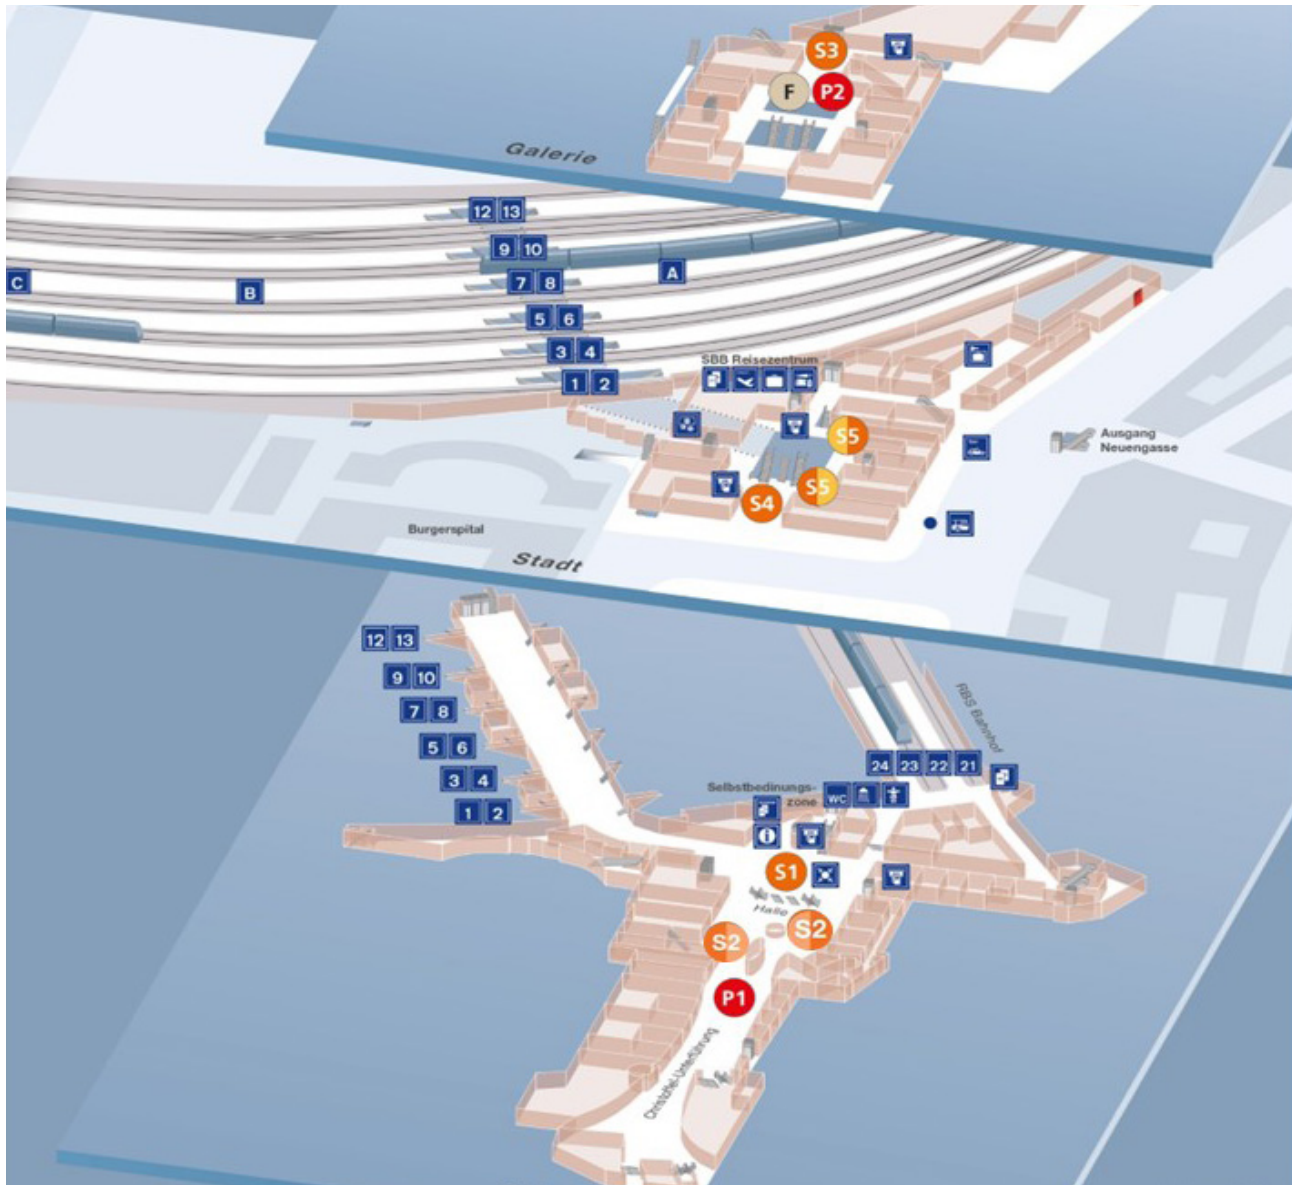 S3
F
P2
Galerie
12 13
9 10
C
B
7 8
A
5 6
3 4
SBB Reisezentrum
1 2
S5
Ausgang
Neuengasse
S5
S4
Burgerspital
Stadt
12 13
9 10
RBS Bahnhof
7 8
5 6
24 23 22 21
3 4
Selbstbedinungs-
zone
WC
1 2
S1
Halle
S2
S2
P1
Christoffel-Unterführung